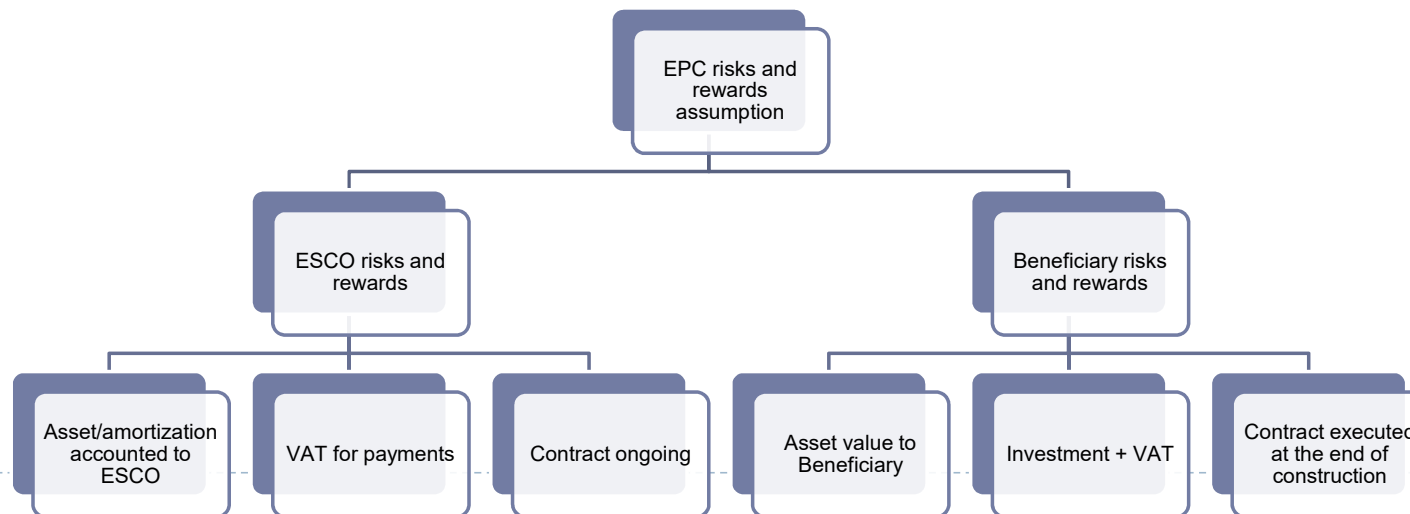 EPC risks and
rewards
assumption
ESCO risks and
rewards
Beneficiary risks
and rewards
Asset/amortization
accounted to
ESCO
VAT for payments
Contract ongoing
Asset value to
Beneficiary
Investment + VAT
Contract executed
at the end of
construction